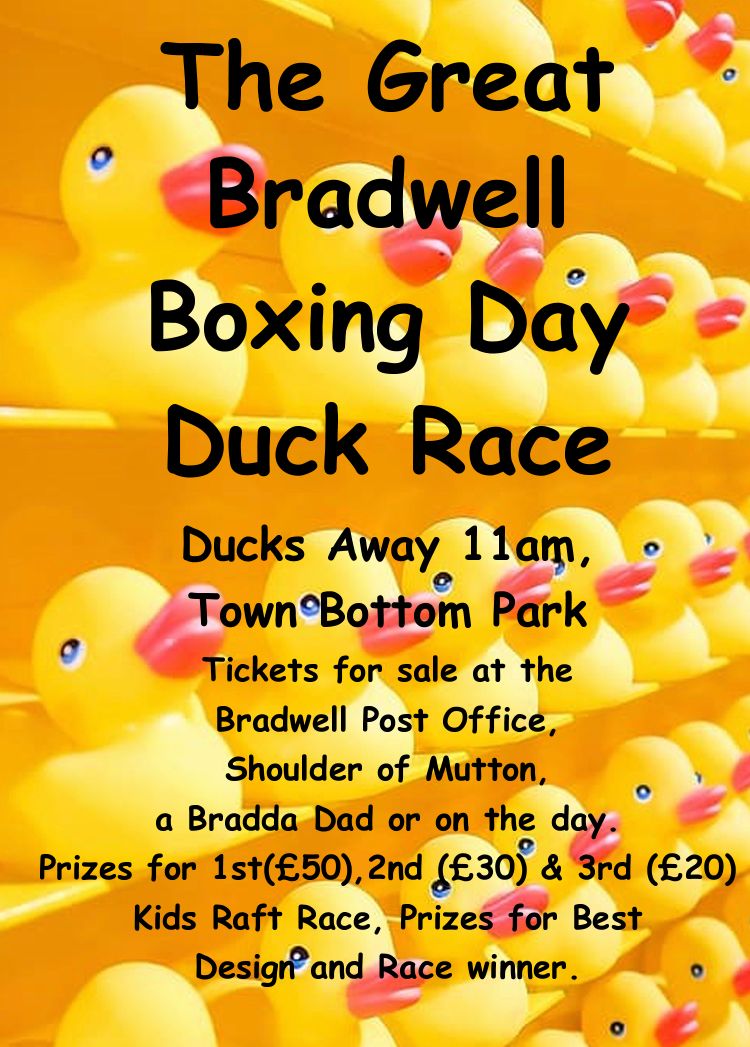 The Great
Bradwell
Boxing Day
Duck Race
Ducks Away 11am,
Town Bottom Park
Tickets for sale at the
Bradwell Post Office,
Shoulder of Mutton,
a Bradda Dad or on the day.
Prizes for 1st(£50),2nd (£30) & 3rd (£20)
Kids Raft Race, Prizes for Best
Design and Race winner.